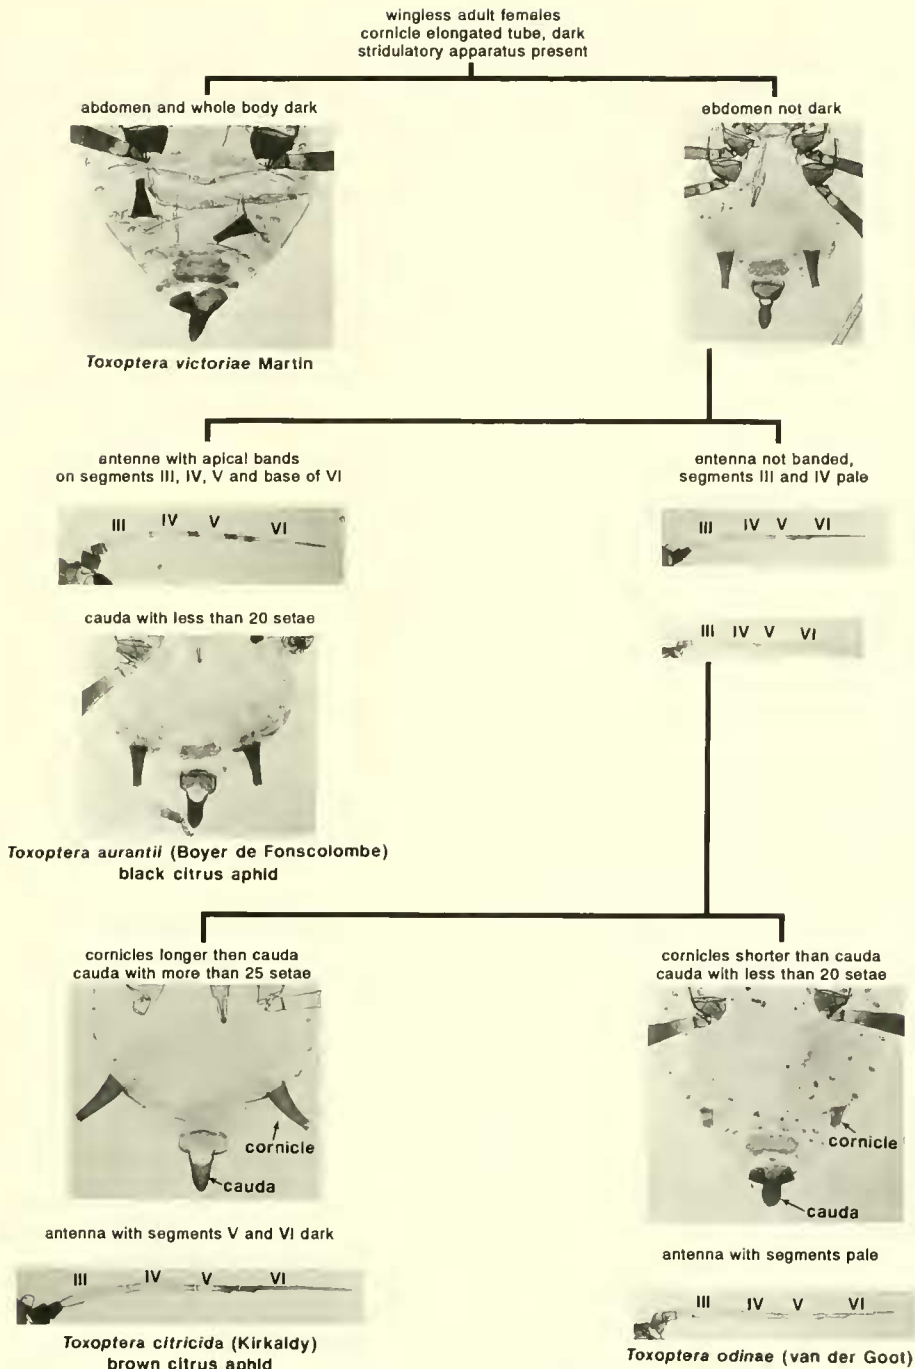 wingless adult females
cornicle elongated tube, dark
stridulatory apparatus present
abdomen and whole body dark
ebdomen not dark
Toxoptera victoriae Martin
antenne with apical bands
on segments III, IV, V and base of VI
entenna not banded,
segments III and IV pale
III IV V VI
III IV V VI
cauda with less than 20 setae
III IV V VI
Toxoptera aurantii (Boyer de Fonscolombe)
black citrus aphid
cornicles longer then cauda
cauda with more than 25 setae
cornicles shorter than cauda
cauda with less than 20 setae
cornicle
cauda
cornicle
cauda
antenna with segments V and VI dark
antenna with segments pale
III IV V VI
III IV V VI
Toxoptera citricida (Kirkaldy)
brown citrus aphid
Toxoptera odinae (van der Goot)